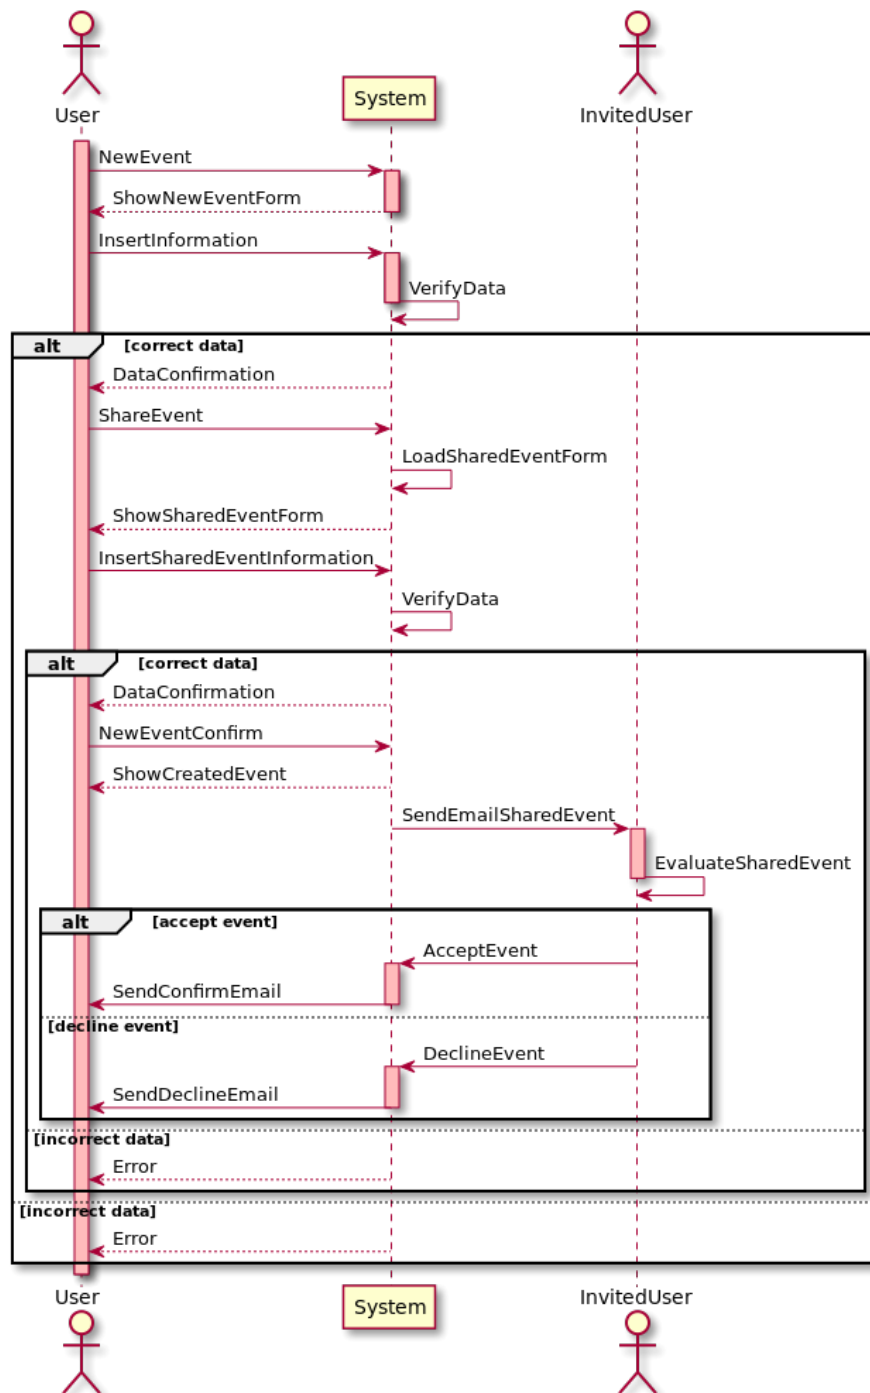 User
System
InvitedUser
NewEvent
ShowNewEventForm
InsertInformation
VerifyData
alt [correct data]
DataConfirmation
ShareEvent
LoadSharedEventForm
ShowSharedEventForm
InsertSharedEventInformation
VerifyData
alt [correct data]
DataConfirmation
NewEventConfirm
ShowCreatedEvent
SendEmailSharedEvent
EvaluateSharedEvent
alt [accept event]
AcceptEvent
SendConfirmEmail
[decline event]
DeclineEvent
SendDeclineEmail
[incorrect data]
Error
[incorrect data]
Error
User
System
InvitedUser